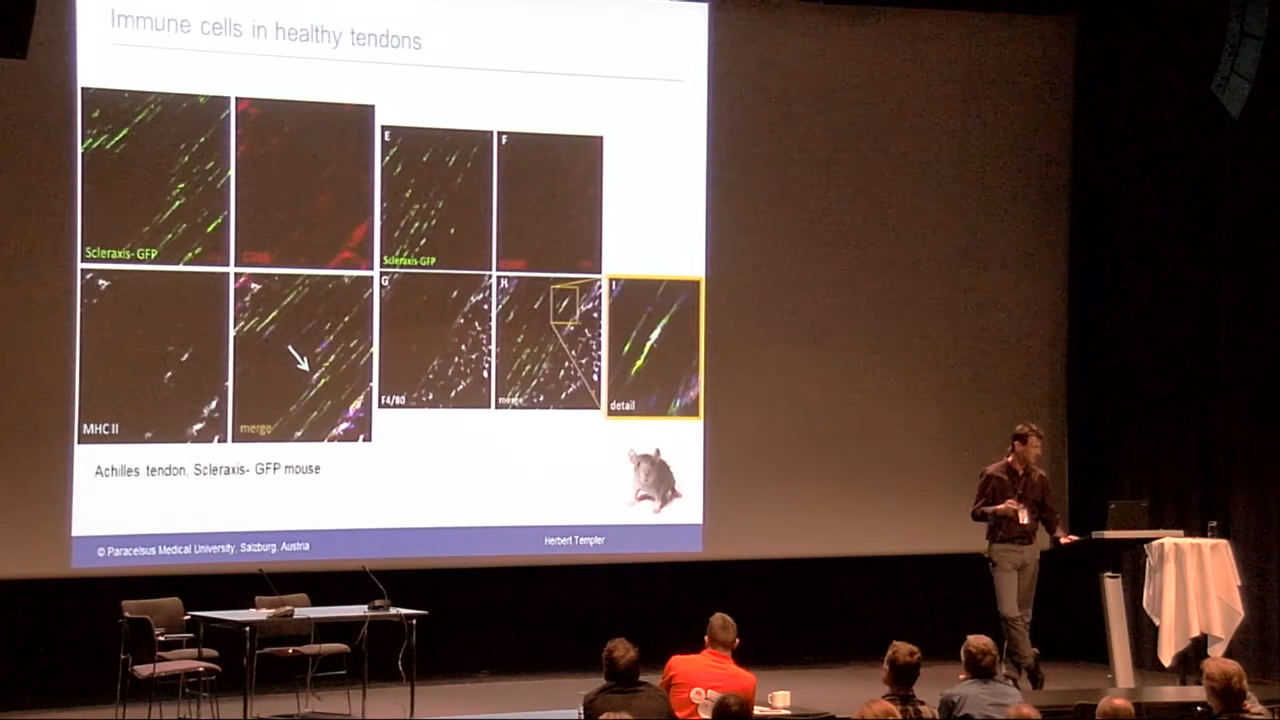 Immune cells in healthy tendons
Scleraxis- GFP
E
Scleraxis-GFP
F
MHC II
merge
G
F4/80
H
merge
I
detail
Achilles tendon, Scleraxis- GFP mouse
© Paracelsus Medical University, Salzburg, Austria
Herbert Tempfer